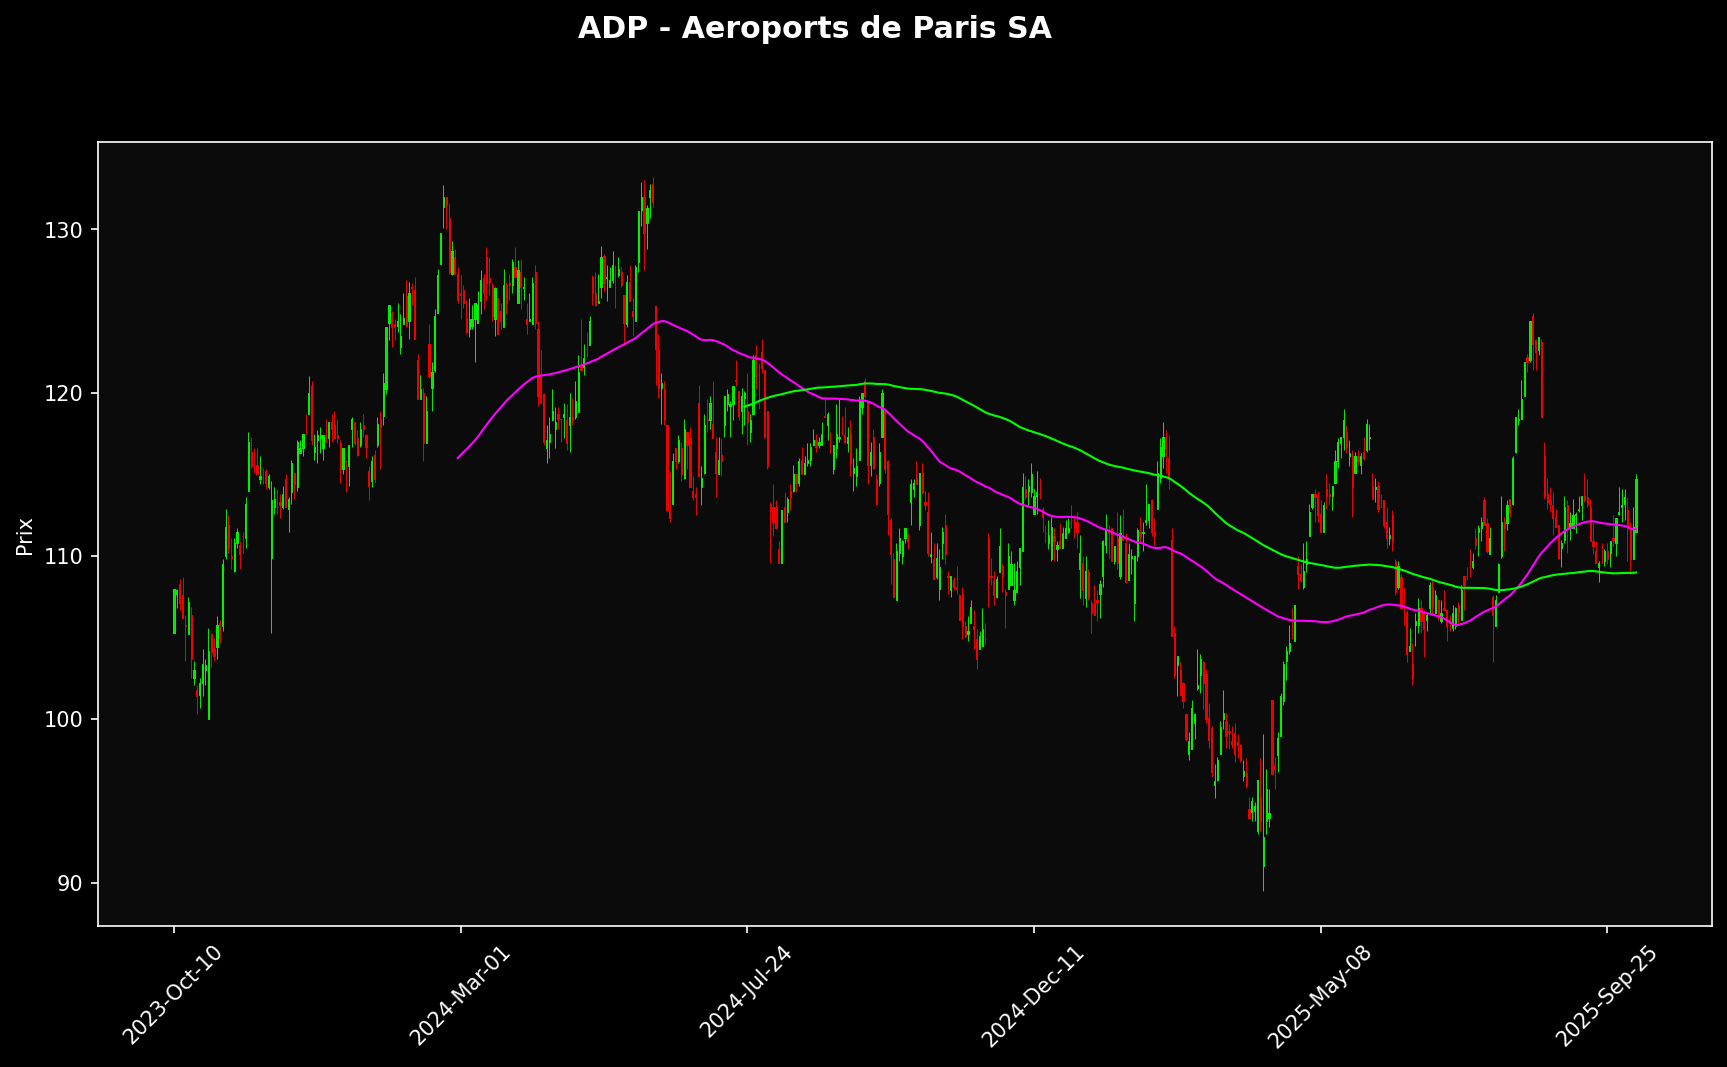 ADP - Aeroports de Paris SA
Prix
130
120
110
100
90
2023-Oct-10
2024-Mar-01
2024-Jul-24
2024-Dec-11
2025-May-08
2025-Sep-25